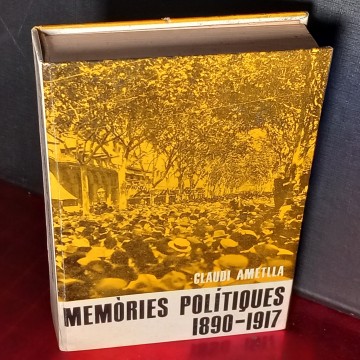 CLAUDI AMETLLA
MEMÒRIES POLÍTIQUES
1890-1917